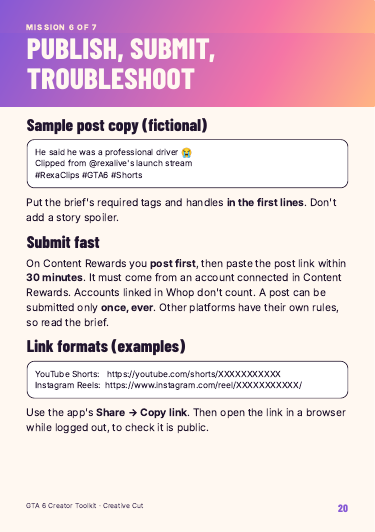 MISSION 6 OF 7
PUBLISH, SUBMIT,
TROUBLESHOOT
Sample post copy (fictional)
He said he was a professional driver 😭
Clipped from @rexalive's launch stream
#RexaClips #GTA6 #Shorts
Put the brief's required tags and handles in the first lines. Don't
add a story spoiler.
Submit fast
On Content Rewards you post first, then paste the post link within
30 minutes. It must come from an account connected in Content
Rewards. Accounts linked in Whop don't count. A post can be
submitted only once, ever. Other platforms have their own rules,
so read the brief.
Link formats (examples)
YouTube Shorts: https://youtube.com/shorts/XXXXXXXXXXX
Instagram Reels: https://www.instagram.com/reel/XXXXXXXXXXX/
Use the app's Share → Copy link. Then open the link in a browser
while logged out, to check it is public.
GTA 6 Creator Toolkit · Creative Cut
20